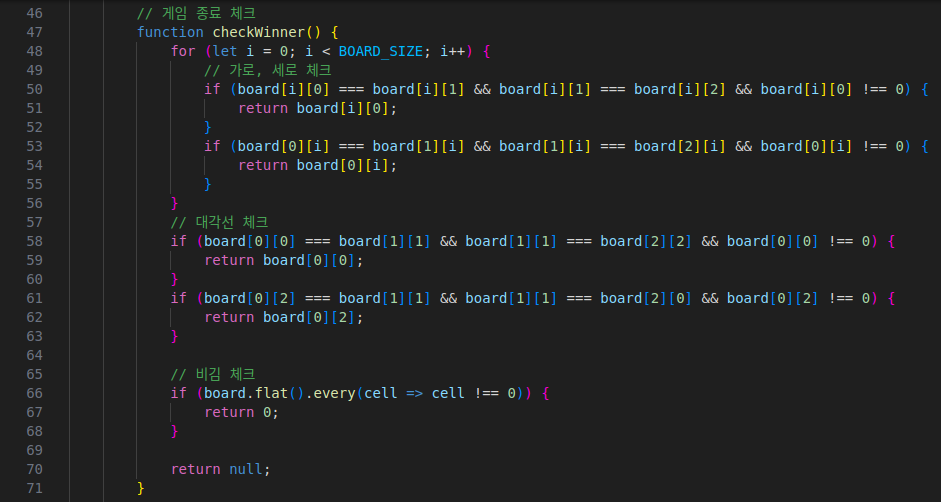 46 // 게임 종료 체크
47 function checkWinner() {
48 for (let i = 0; i < BOARD_SIZE; i++) {
49 // 가로, 세로 체크
50 if (board[i][0] === board[i][1] && board[i][1] === board[i][2] && board[i][0] !== 0) {
51 return board[i][0];
52 }
53 if (board[0][i] === board[1][i] && board[1][i] === board[2][i] && board[0][i] !== 0) {
54 return board[0][i];
55 }
56 }
57 // 대각선 체크
58 if (board[0][0] === board[1][1] && board[1][1] === board[2][2] && board[0][0] !== 0) {
59 return board[0][0];
60 }
61 if (board[0][2] === board[1][1] && board[1][1] === board[2][0] && board[0][2] !== 0) {
62 return board[0][2];
63 }
64
65 // 비김 체크
66 if (board.flat().every(cell => cell !== 0)) {
67 return 0;
68 }
69
70 return null;
71 }